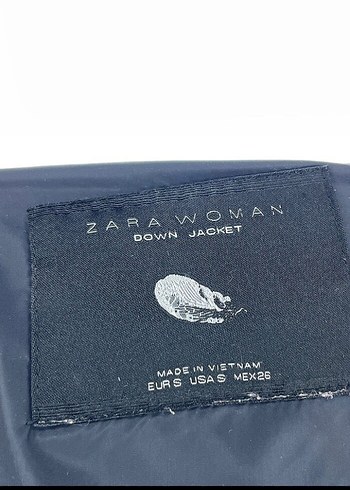 ZARA WOMAN
DOWN JACKET
MADE IN VIETNAM
EUR S USA S MEX 26